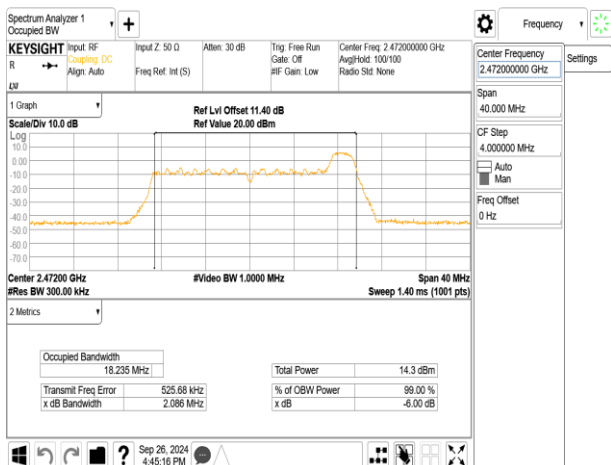 Spectrum Analyzer 1
Occupied BW
Frequency
KEYSIGHT
R
LXI
Input: RF
Coupling: DC
Align: Auto
Input Z: 50 Ω
Freq Ref: Int (S)
Atten: 30 dB
Trig: Free Run
Gate: Off
#IF Gain: Low
Center Freq: 2.472000000 GHz
Avg|Hold: 100/100
Radio Std: None
Center Frequency
2.472000000 GHz
Settings
Span
40.000 MHz
CF Step
4.000000 MHz
Auto
Man
Freq Offset
0 Hz
1 Graph
Scale/Div 10.0 dB
Ref Lvl Offset 11.40 dB
Ref Value 20.00 dBm
Log
10.0
0.00
-10.0
-20.0
-30.0
-40.0
-50.0
-60.0
-70.0
Center 2.47200 GHz
#Res BW 300.00 kHz
#Video BW 1.0000 MHz
Span 40 MHz
Sweep 1.40 ms (1001 pts)
2 Metrics
Occupied Bandwidth
18.235 MHz
Transmit Freq Error 525.68 kHz
x dB Bandwidth 2.086 MHz
Total Power 14.3 dBm
% of OBW Power 99.00 %
x dB -6.00 dB
?
Sep 26, 2024
4:45:16 PM